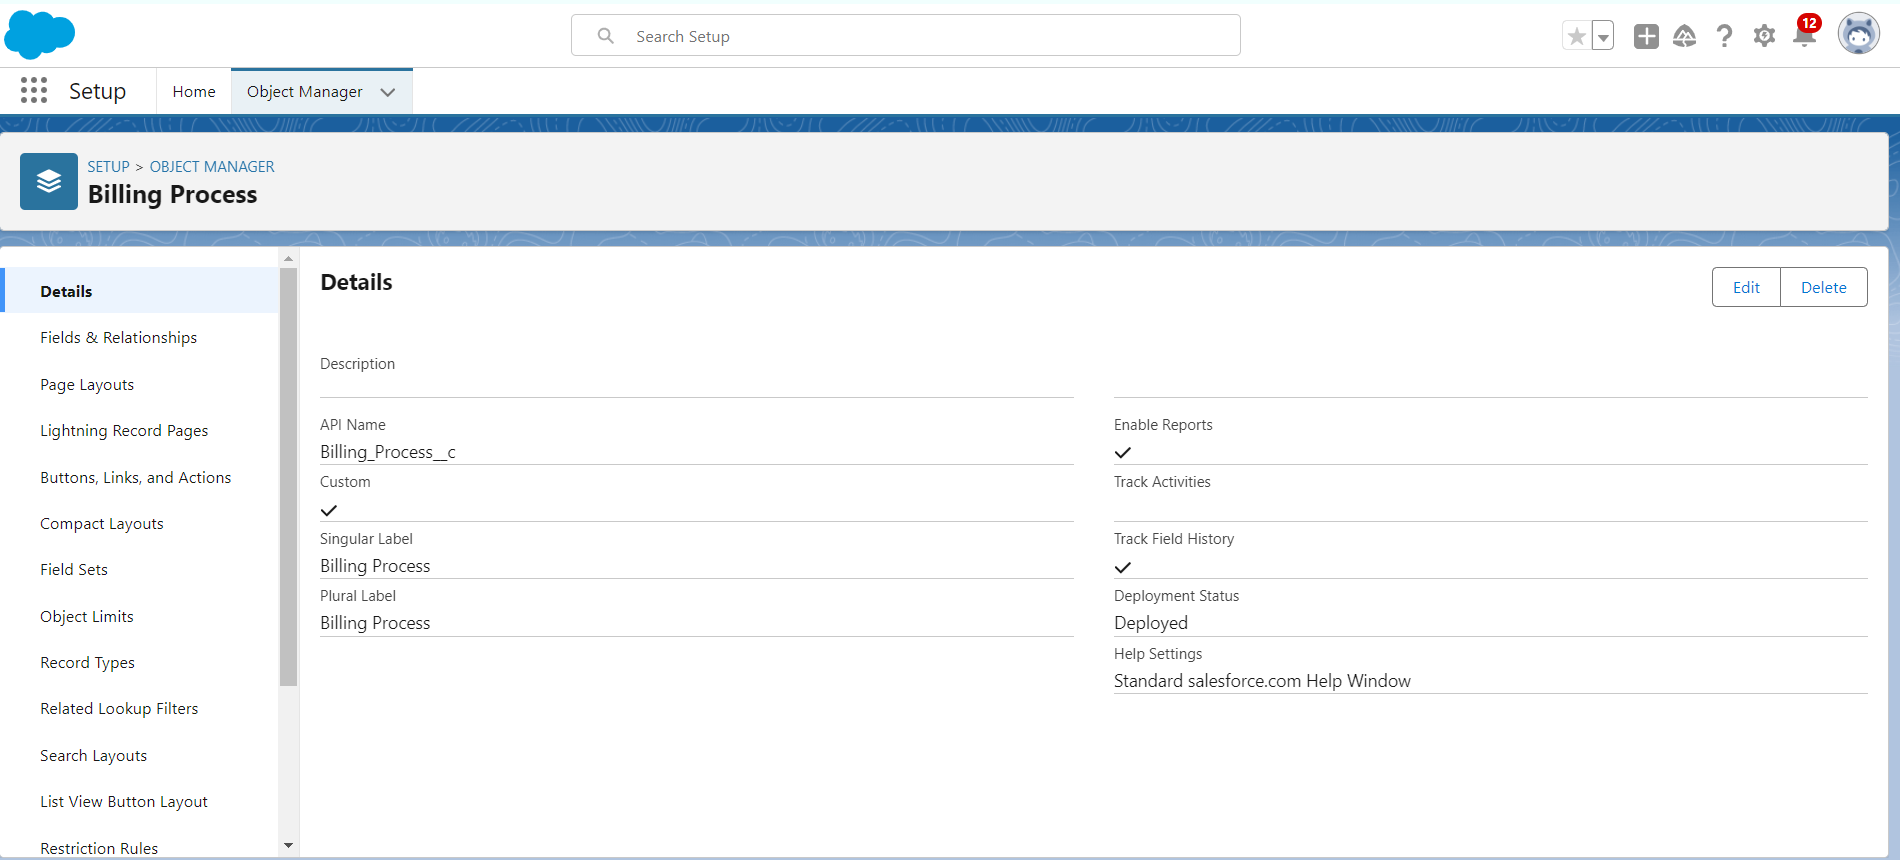 Search Setup
12
Setup
Home
Object Manager
SETUP > OBJECT MANAGER
Billing Process
Details
Fields & Relationships
Page Layouts
Lightning Record Pages
Buttons, Links, and Actions
Compact Layouts
Field Sets
Object Limits
Record Types
Related Lookup Filters
Search Layouts
List View Button Layout
Restriction Rules
Details
Edit
Delete
Description
API Name
Billing_Process__c
Custom
Singular Label
Billing Process
Plural Label
Billing Process
Enable Reports
Track Activities
Track Field History
Deployment Status
Deployed
Help Settings
Standard salesforce.com Help Window